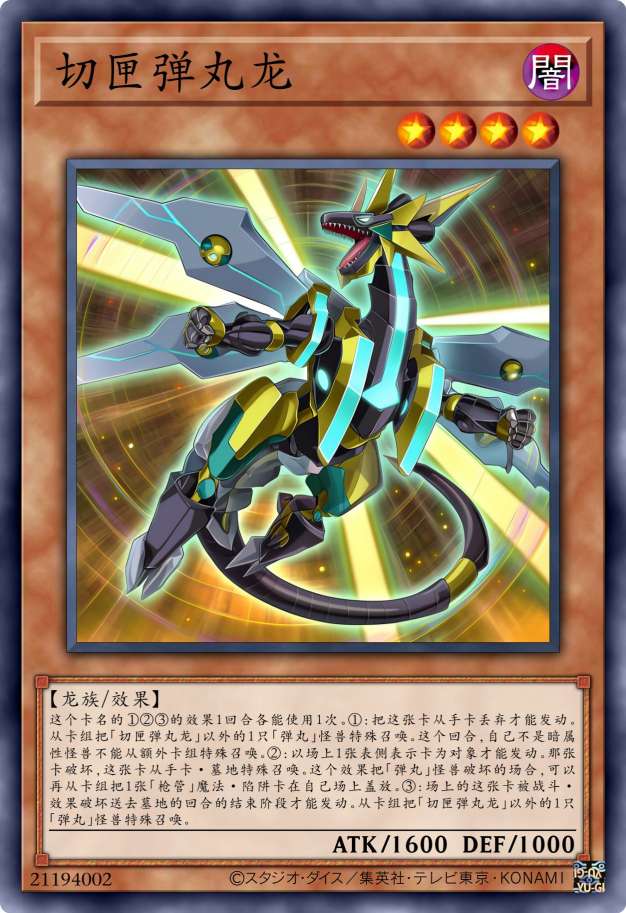 切匣弹丸龙
闇
【龙族/效果】
这个卡名的①②③的效果1回合各能使用1次。①:把这张卡从手卡丢弃才能发动。
从卡组把「切匣弹丸龙」以外的1只「弹丸」怪兽特殊召唤。这个回合,自己不是暗属
性怪兽不能从额外卡组特殊召唤。②:以场上1张表侧表示卡为对象才能发动。那张
卡破坏,这张卡从手卡・墓地特殊召唤。这个效果把「弹丸」怪兽破坏的场合,可以
再从卡组把1张「枪管」魔法・陷阱卡在自己场上盖放。③:场上的这张卡被战斗・
效果破坏送去墓地的回合的结束阶段才能发动。从卡组把「切匣弹丸龙」以外的1只
「弹丸」怪兽特殊召唤。
ATK/1600 DEF/1000
21194002
©スタジオ・ダイス/集英社・テレビ東京・KONAMI